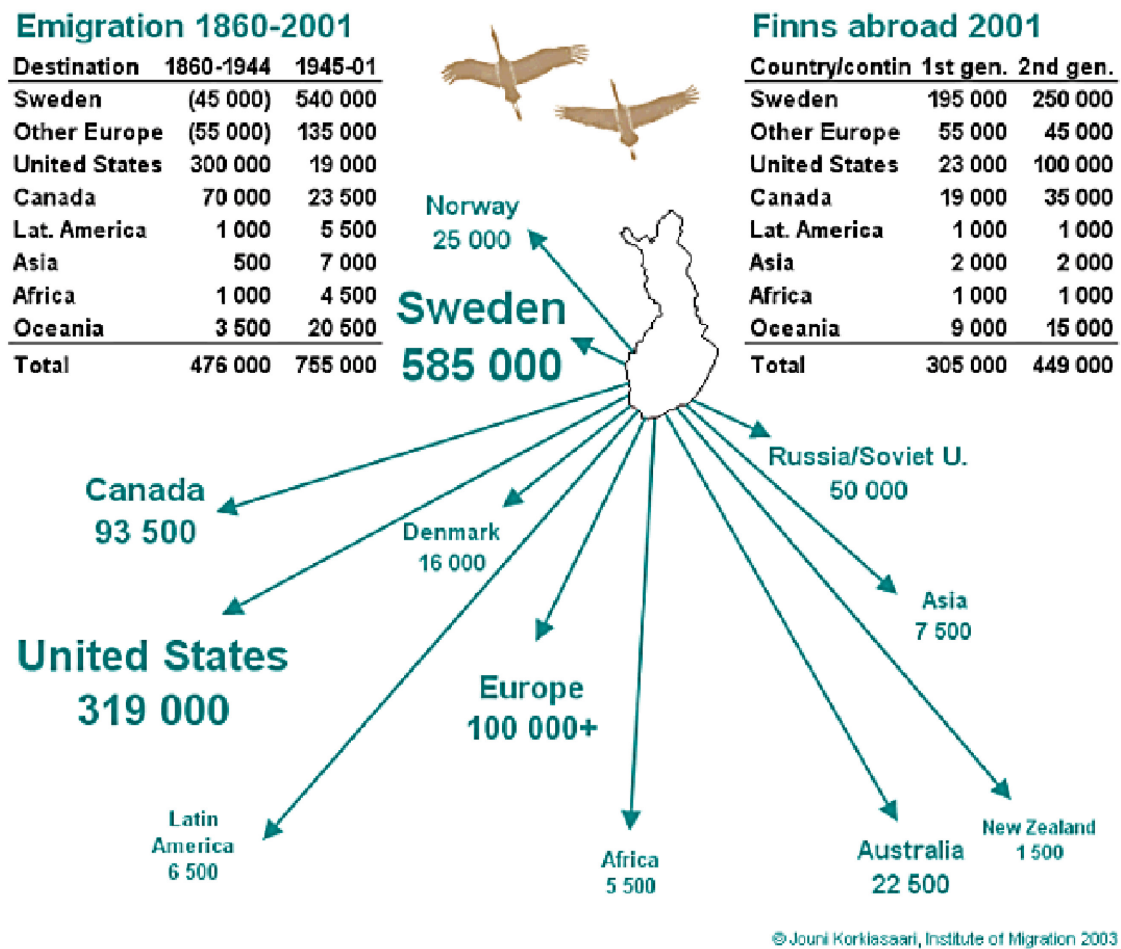 Emigration 1860-2001
Destination 1860-1944 1945-01
Sweden (45 000) 540 000
Other Europe (55 000) 135 000
United States 300 000 19 000
Canada 70 000 23 500
Lat. America 1 000 5 500
Asia 500 7 000
Africa 1 000 4 500
Oceania 3 500 20 500
Total 476 000 755 000
Finns abroad 2001
Country/contin 1st gen. 2nd gen.
Sweden 195 000 250 000
Other Europe 55 000 45 000
United States 23 000 100 000
Canada 19 000 35 000
Lat. America 1 000 1 000
Asia 2 000 2 000
Africa 1 000 1 000
Oceania 9 000 15 000
Total 305 000 449 000
Norway
25 000
Sweden
585 000
Russia/Soviet U.
50 000
Canada
93 500
Denmark
16 000
Asia
7 500
United States
319 000
Europe
100 000+
Latin
America
6 500
Africa
5 500
Australia
22 500
New Zealand
1 500
© Jouni Korkiasaari, Institute of Migration 2003